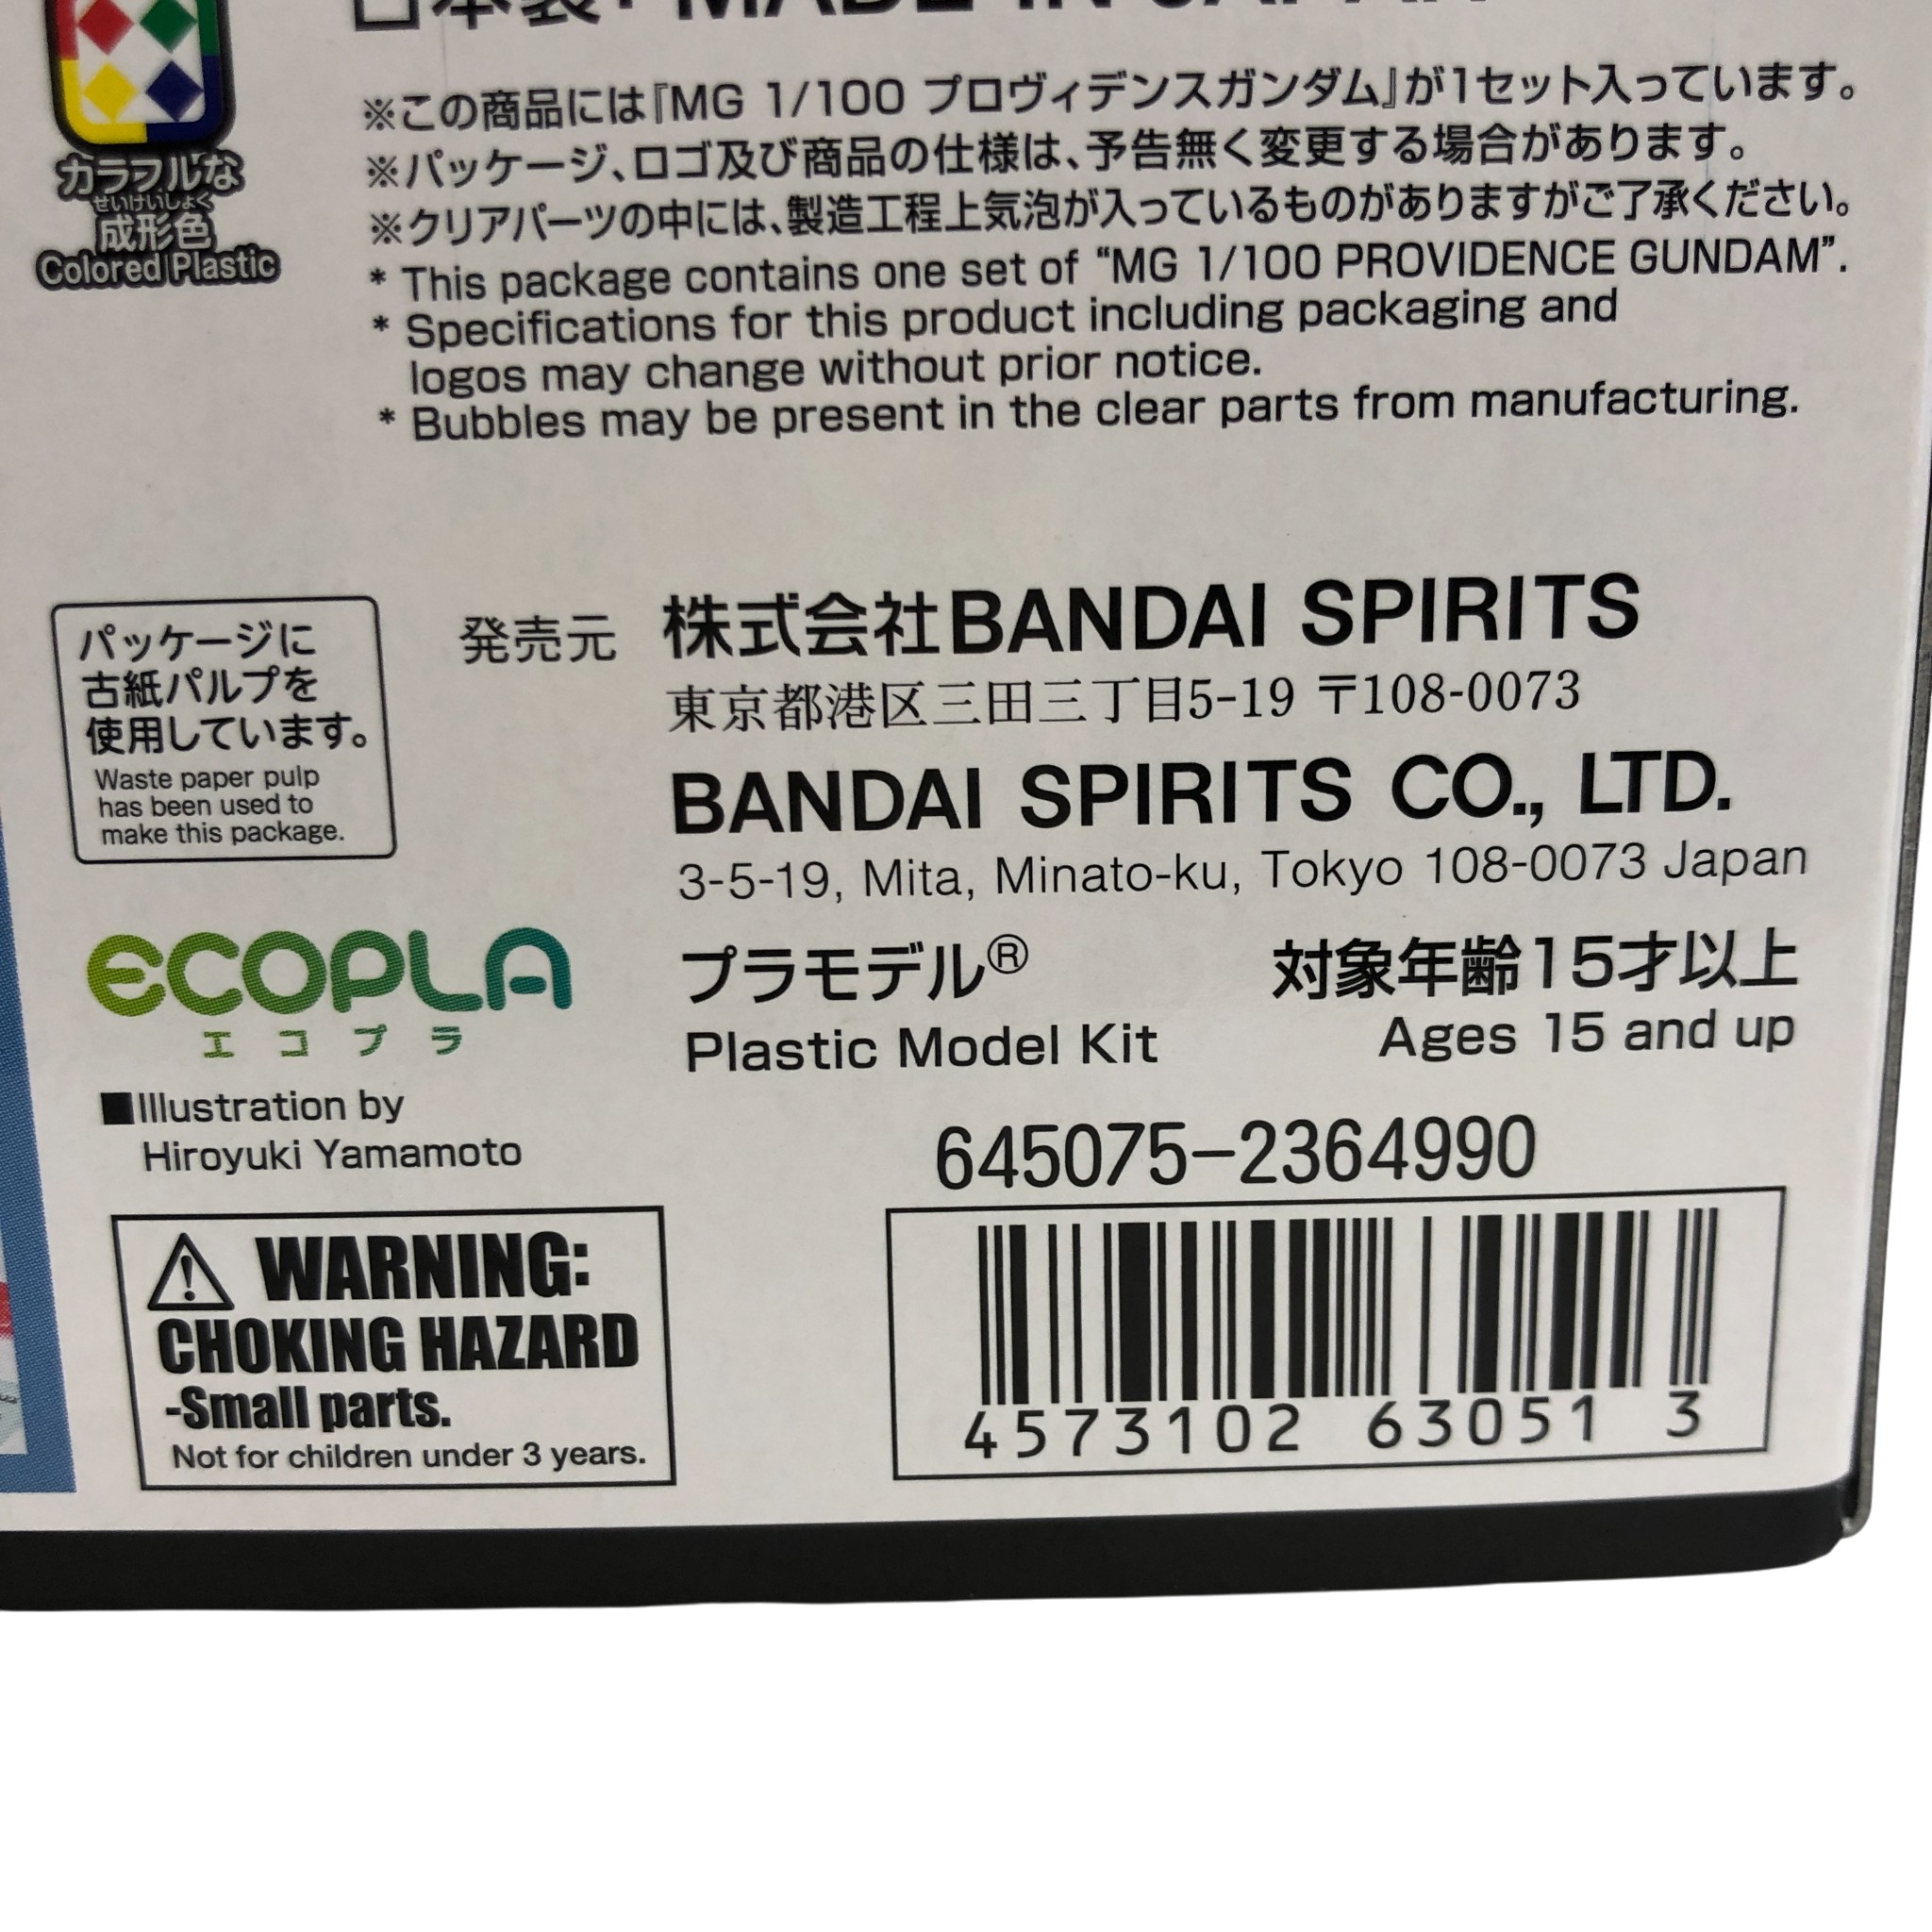 日本製・MADE IN JAPAN
カラフルな
せいけいしょく
成形色
Colored Plastic
※この商品には『MG 1/100 プロヴィデンスガンダム』が1セット入っています。
※パッケージ、ロゴ及び商品の仕様は、予告無く変更する場合があります。
※クリアパーツの中には、製造工程上気泡が入っているものがありますがご了承ください。
* This package contains one set of “MG 1/100 PROVIDENCE GUNDAM”.
* Specifications for this product including packaging and
logos may change without prior notice.
* Bubbles may be present in the clear parts from manufacturing.
パッケージに
古紙パルプを
使用しています。
Waste paper pulp
has been used to
make this package.
発売元 株式会社BANDAI SPIRITS
東京都港区三田三丁目5-19 〒108-0073
BANDAI SPIRITS CO., LTD.
3-5-19, Mita, Minato-ku, Tokyo 108-0073 Japan
ECOPLA
エコプラ
プラモデル® 対象年齢15才以上
Plastic Model Kit Ages 15 and up
■Illustration by
Hiroyuki Yamamoto
645075-2364990
⚠ WARNING:
CHOKING HAZARD
-Small parts.
Not for children under 3 years.
4573102 63051 3